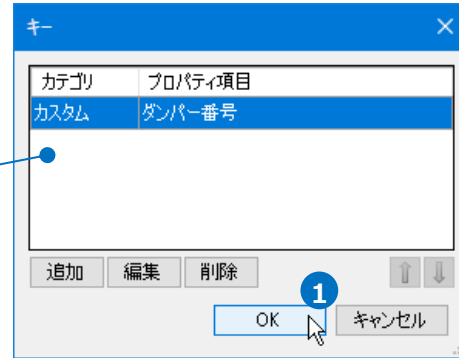 キー
カテゴリ プロパティ項目
カスタム ダンパー番号
追加 編集 削除
1
OK キャンセル